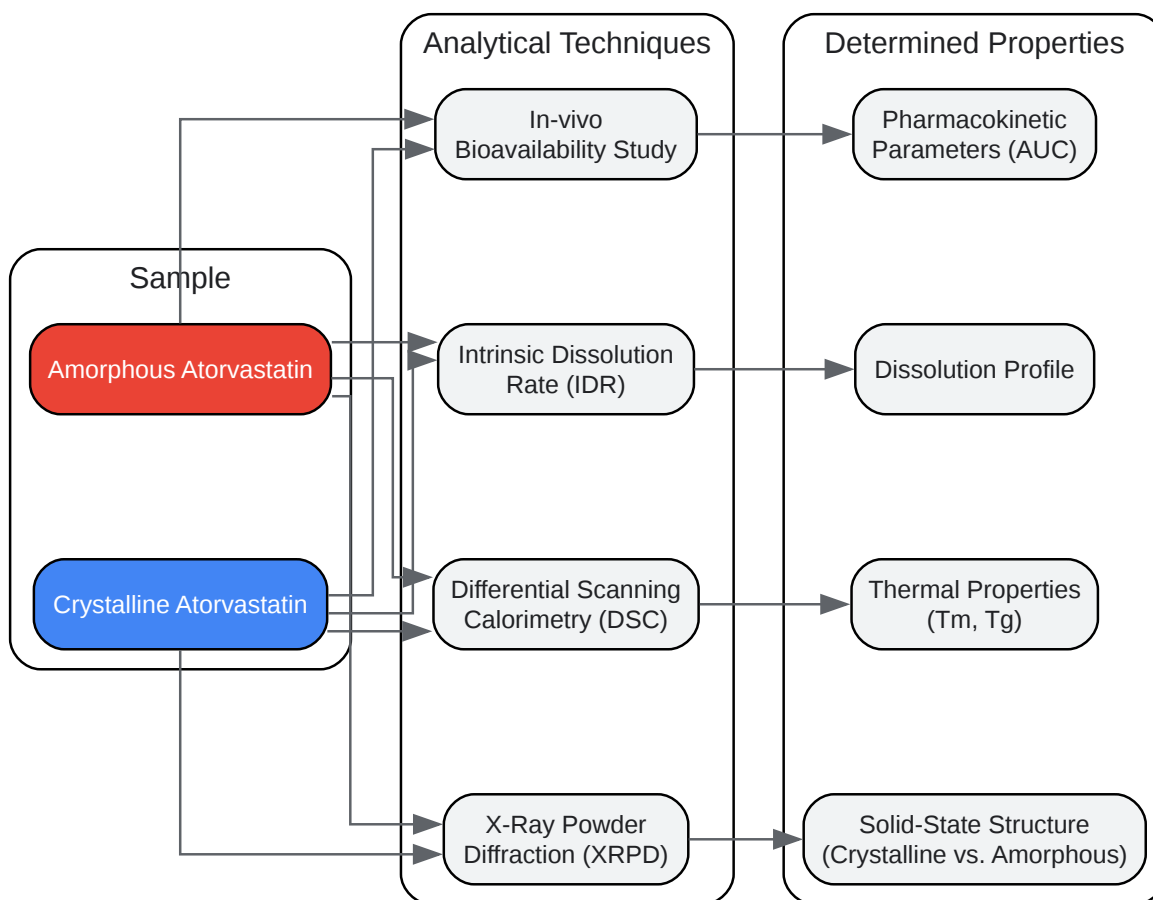 Analytical Techniques
Determined Properties
In-vivo
Bioavailability Study
Pharmacokinetic
Parameters (AUC)
Sample
Amorphous Atorvastatin
Intrinsic Dissolution
Rate (IDR)
Dissolution Profile
Crystalline Atorvastatin
Differential Scanning
Calorimetry (DSC)
Thermal Properties
(Tm, Tg)
X-Ray Powder
Diffraction (XRPD)
Solid-State Structure
(Crystalline vs. Amorphous)